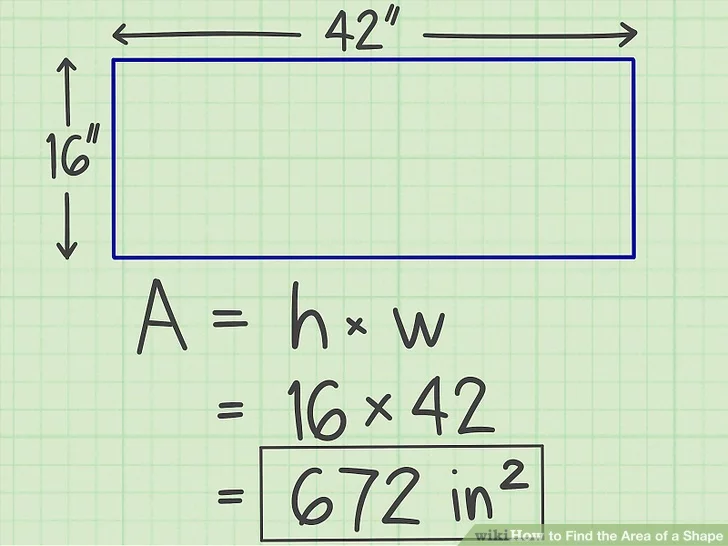 42"
16"
A = h × w
= 16 × 42
= 672 in²
wikiHow to Find the Area of a Shape